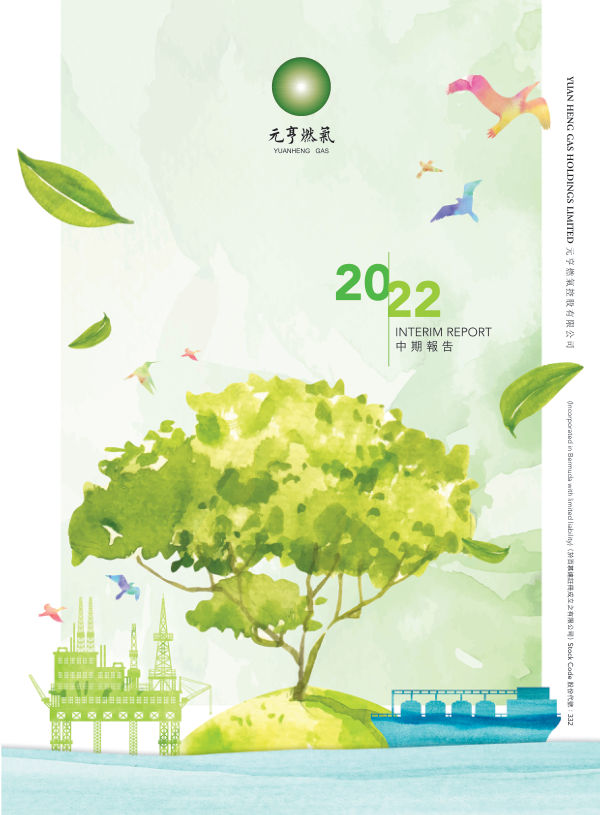 元亨燃氣
YUANHENG GAS
2022
INTERIM REPORT
中期報告
YUAN HENG GAS HOLDINGS LIMITED 元亨燃氣控股有限公司
(Incorporated in Bermuda with limited liability)(於百慕達註冊成立之有限公司) Stock Code 股份代號：332